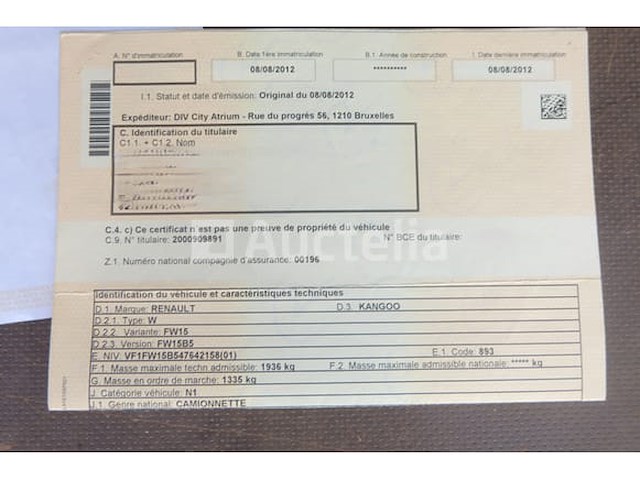 A. N° d'immatriculation B. Date 1ère immatriculation B.1. Année de construction I. Date dernière immatriculation
08/08/2012 ********** 08/08/2012
I.1. Statut et date d'émission: Original du 08/08/2012
Expéditeur: DIV City Atrium - Rue du progrès 56, 1210 Bruxelles
C. Identification du titulaire
C1.1. + C1.2. Nom
C.4. c) Ce certificat n'est pas une preuve de propriété du véhicule
C.9. N° titulaire: 2000909891 N° BCE du titulaire:
Auctelia
Z.1. Numéro national compagnie d'assurance: 00196
Identification du véhicule et caractéristiques techniques
D.1. Marque: RENAULT D.3. KANGOO
D.2.1. Type: W
D.2.2. Variante: FW15
D.2.3. Version: FW15B5
E. NIV. VF1FW15B547642158(01) E.1. Code: 893
F.1. Masse maximale techn admissible: 1936 kg F.2. Masse maximale admissible nationale: ***** kg
G. Masse en ordre de marche: 1335 kg
J. Catégorie véhicule: N1
J.1. Genre national: CAMIONNETTE